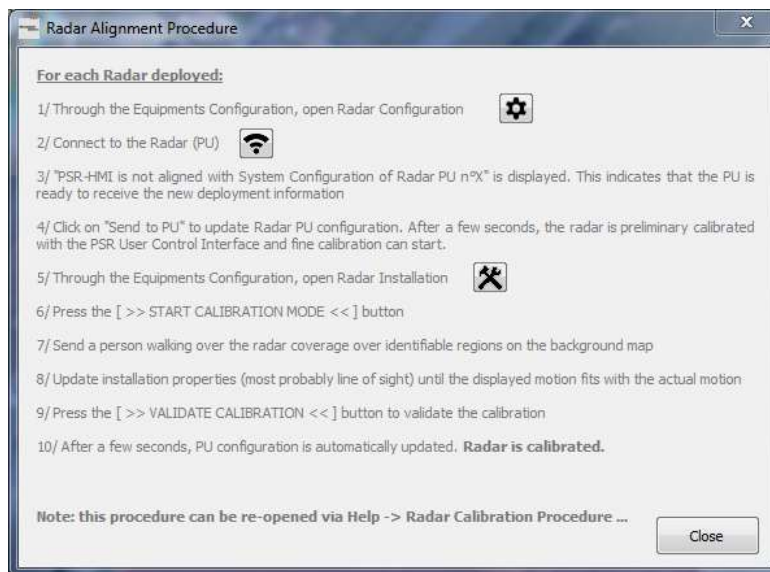 Radar Alignment Procedure
For each Radar deployed:
1/ Through the Equipments Configuration, open Radar Configuration
2/ Connect to the Radar (PU)
3/ "PSR-HMI is not aligned with System Configuration of Radar PU n°X" is displayed. This indicates that the PU is
ready to receive the new deployment information
4/ Click on "Send to PU" to update Radar PU configuration. After a few seconds, the radar is preliminary calibrated
with the PSR User Control Interface and fine calibration can start.
5/ Through the Equipments Configuration, open Radar Installation
6/ Press the [ >> START CALIBRATION MODE << ] button
7/ Send a person walking over the radar coverage over identifiable regions on the background map
8/ Update installation properties (most probably line of sight) until the displayed motion fits with the actual motion
9/ Press the [ >> VALIDATE CALIBRATION << ] button to validate the calibration
10/ After a few seconds, PU configuration is automatically updated. Radar is calibrated.
Note: this procedure can be re-opened via Help -> Radar Calibration Procedure ...
Close